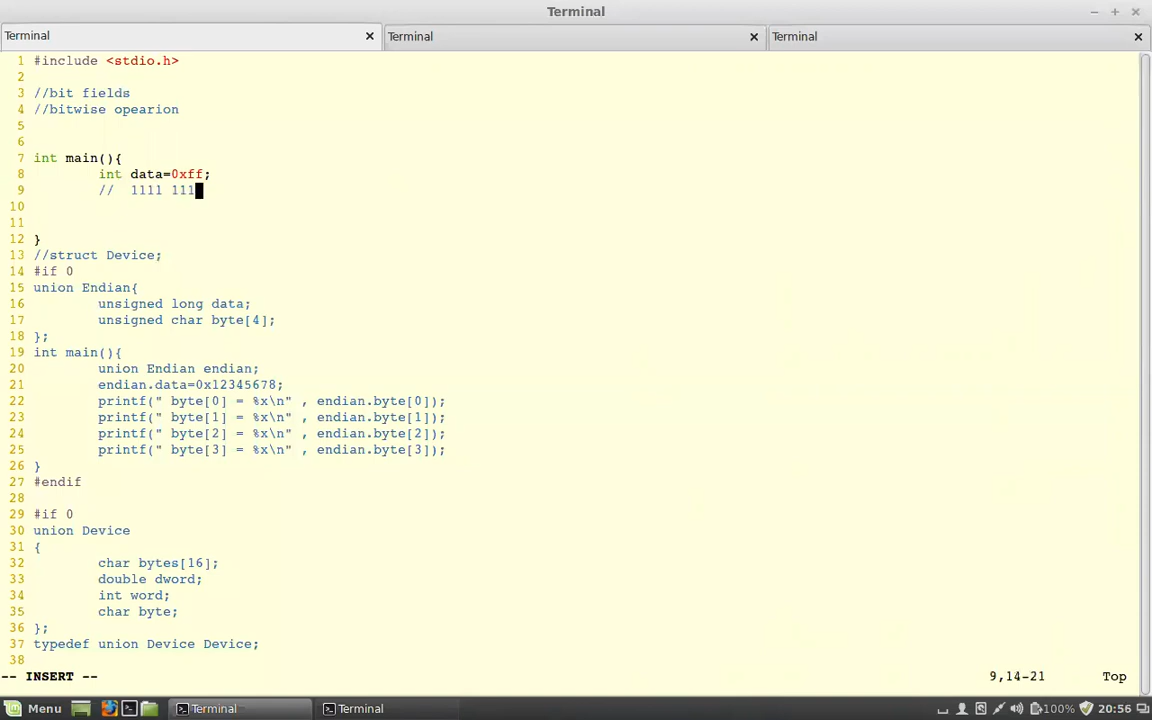 Terminal
Terminal
Terminal
Terminal
1 #include <stdio.h>
2
3 //bit fields
4 //bitwise opearion
5
6
7 int main(){
8 int data=0xff;
9 // 1111 111
10
11
12 }
13 //struct Device;
14 #if 0
15 union Endian{
16 unsigned long data;
17 unsigned char byte[4];
18 };
19 int main(){
20 union Endian endian;
21 endian.data=0x12345678;
22 printf(" byte[0] = %x\n" , endian.byte[0]);
23 printf(" byte[1] = %x\n" , endian.byte[1]);
24 printf(" byte[2] = %x\n" , endian.byte[2]);
25 printf(" byte[3] = %x\n" , endian.byte[3]);
26 }
27 #endif
28
29 #if 0
30 union Device
31 {
32 char bytes[16];
33 double dword;
34 int word;
35 char byte;
36 };
37 typedef union Device Device;
38
-- INSERT -- 9,14-21 Top
Menu Terminal Terminal 100% 20:56